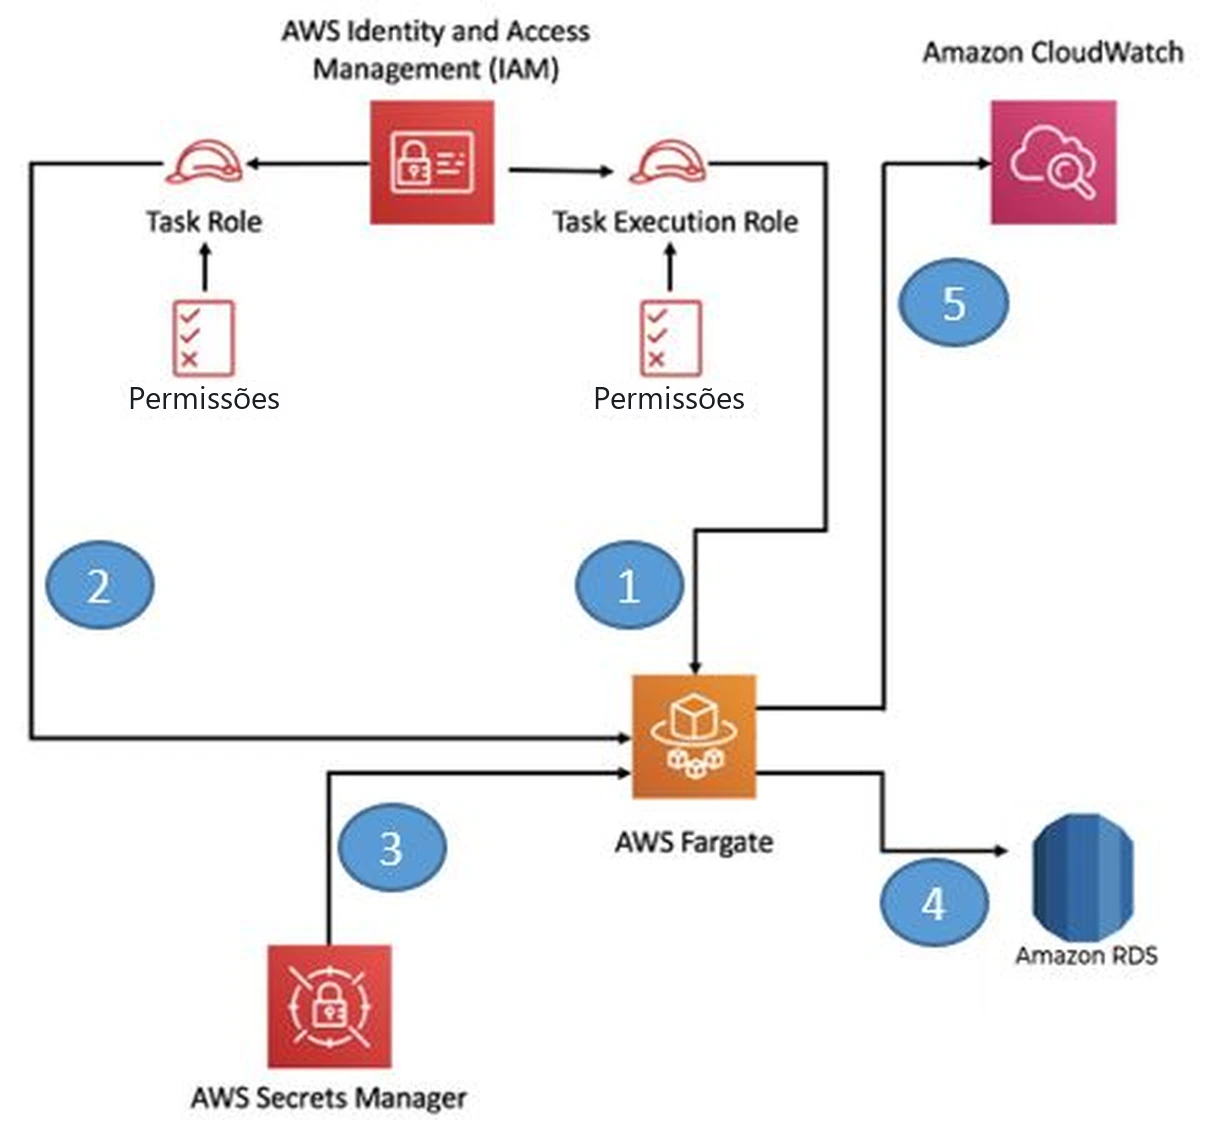 AWS Identity and Access
Management (IAM)
Amazon CloudWatch
Task Role
Task Execution Role
Permissões
Permissões
5
2
1
3
AWS Fargate
4
Amazon RDS
AWS Secrets Manager